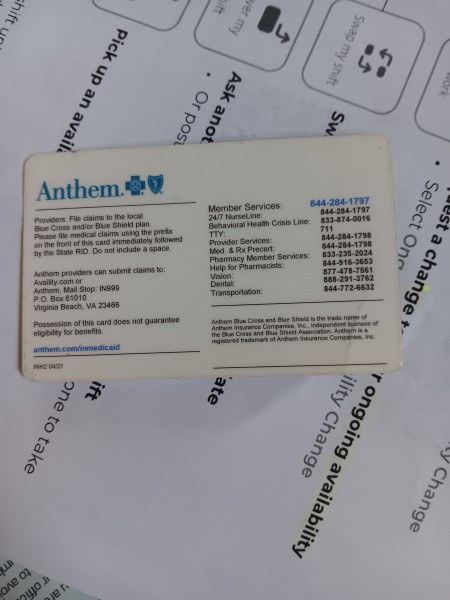 Anthem.
Providers: File claims to the local
Blue Cross and/or Blue Shield plan.
Please file medical claims using the prefix
on the front of this card immediately followed
by the State RID. Do not include a space.
Anthem providers can submit claims to:
Availity.com or
Anthem, Mail Stop: IN999
P.O. Box 61010
Virginia Beach, VA 23466
Possession of this card does not guarantee
eligibility for benefits.
anthem.com/inmedicaid
INH2 04/21
Member Services: 844-284-1797
24/7 NurseLine: 844-284-1797
Behavioral Health Crisis Line: 833-874-0016
TTY: 711
Provider Services: 844-284-1798
Med. & Rx Precert: 844-284-1798
Pharmacy Member Services: 833-235-2024
Help for Pharmacists: 844-916-3653
Vision: 877-478-7561
Dental: 888-291-3762
Transportation: 844-772-6632
Anthem Blue Cross and Blue Shield is the trade name of
Anthem Insurance Companies, Inc., independent licensee of
the Blue Cross and Blue Shield Association. Anthem is a
registered trademark of Anthem Insurance Companies, Inc.
Swap my shift
Pick up an avail
Ask anot
Or post
Select One
a change t
ongoing availability
ility Change
y Change
one to take
ift
ate